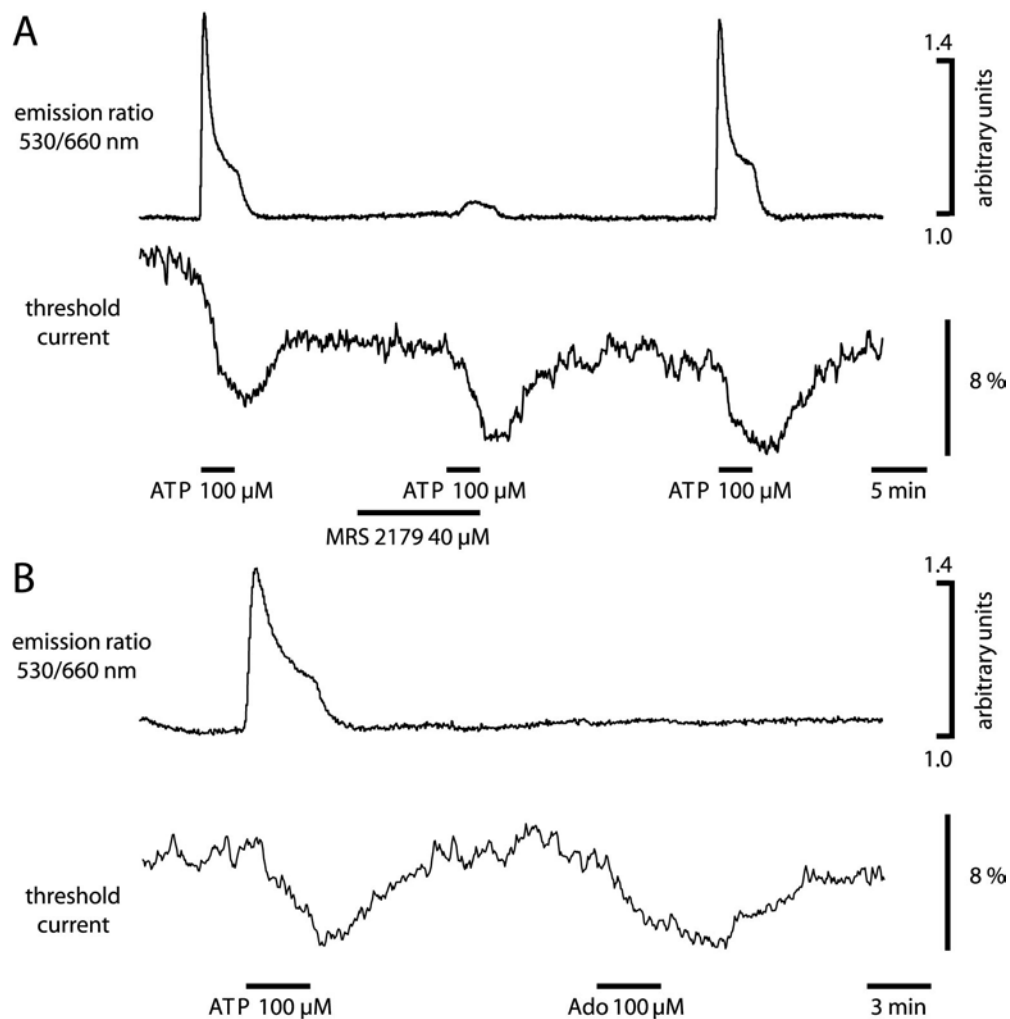 A
emission ratio
530/660 nm
1.4
arbitrary units
1.0
threshold
current
8 %
ATP 100 µM
ATP 100 µM
ATP 100 µM
5 min
MRS 2179 40 µM
B
emission ratio
530/660 nm
1.4
arbitrary units
1.0
threshold
current
8 %
ATP 100 µM
Ado 100 µM
3 min